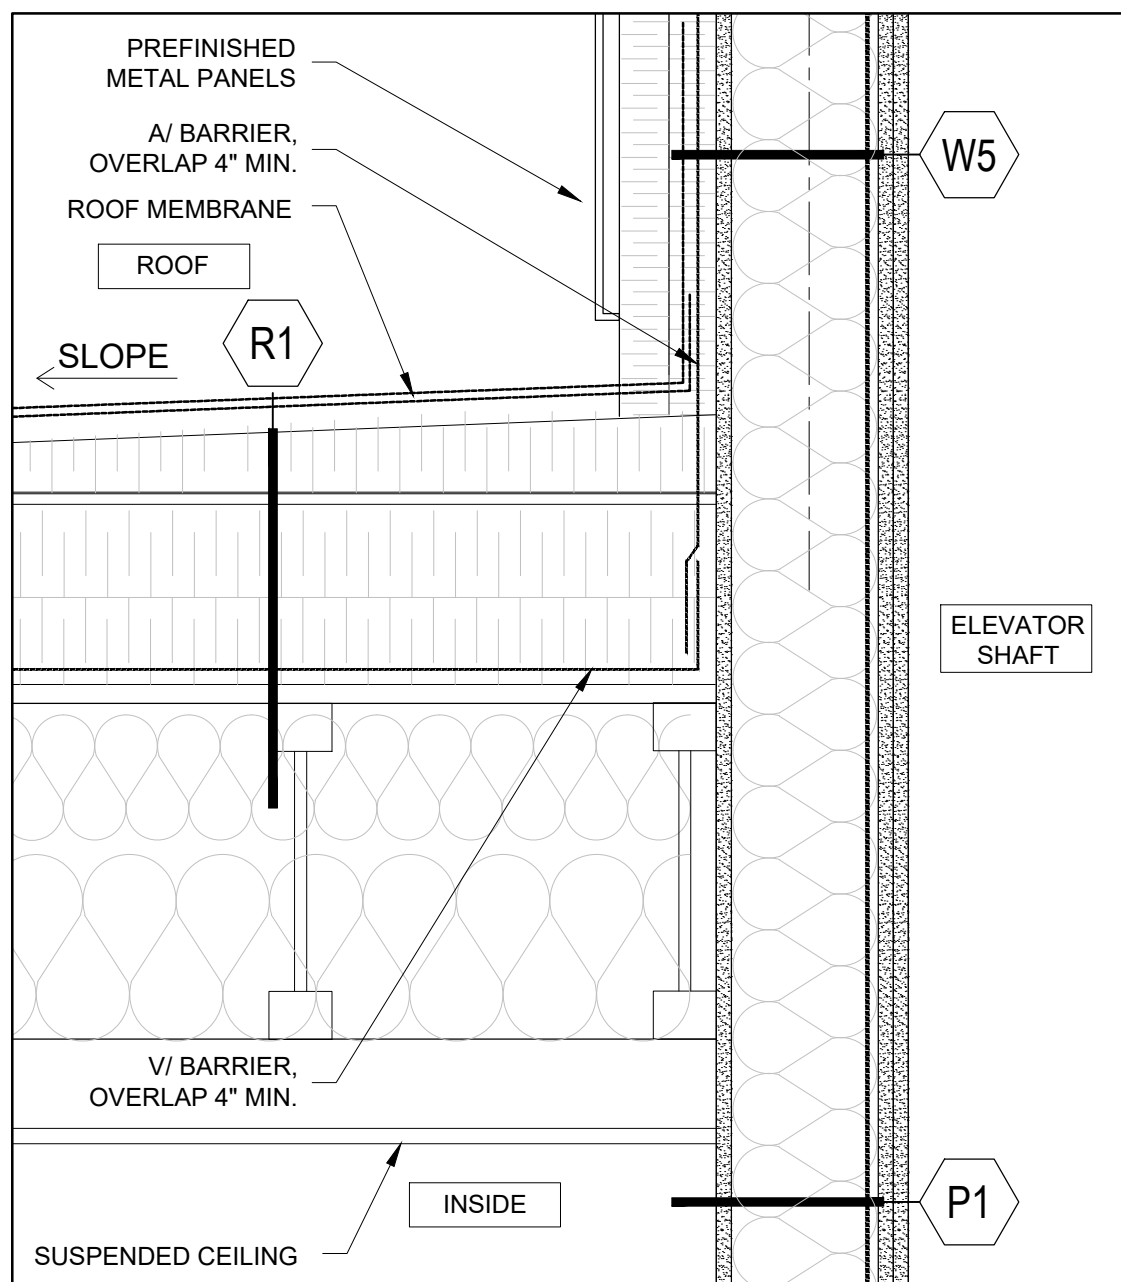 PREFINISHED
METAL PANELS
A/ BARRIER,
OVERLAP 4" MIN.
W5
ROOF MEMBRANE
ROOF
R1
SLOPE
ELEVATOR
SHAFT
V/ BARRIER,
OVERLAP 4" MIN.
INSIDE
P1
SUSPENDED CEILING